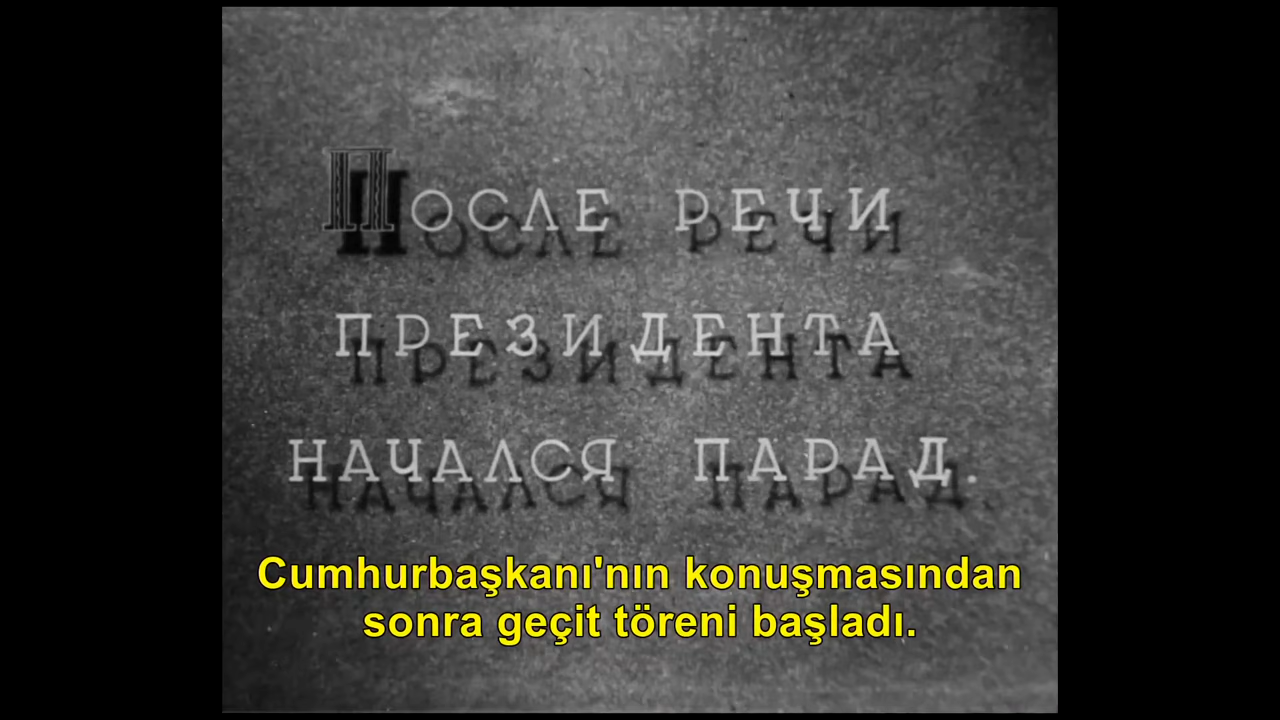 После речи
президента
начался парад.
Cumhurbaşkanı'nın konuşmasından
sonra geçit töreni başladı.